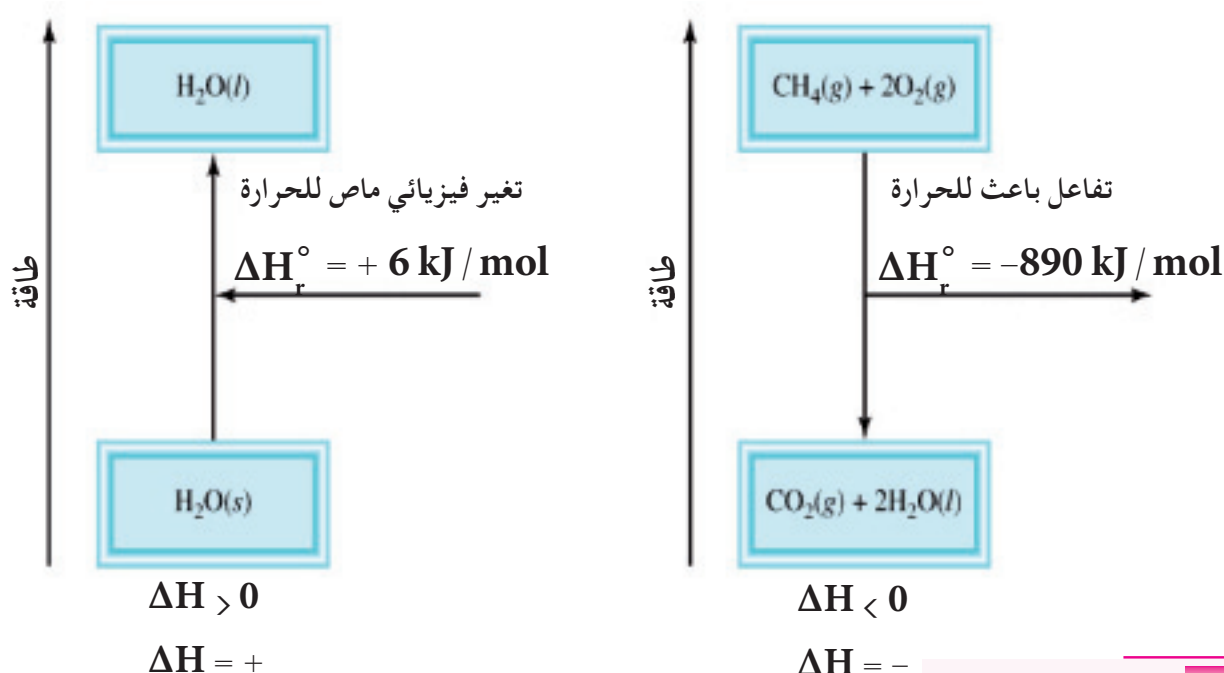 H₂O(l)
تغير فيزيائي ماص للحرارة
ΔH°ᵣ = + 6 kJ / mol
طاقة
H₂O(s)
ΔH > 0
ΔH = +
CH₄(g) + 2O₂(g)
تفاعل باعث للحرارة
ΔH°ᵣ = –890 kJ / mol
طاقة
CO₂(g) + 2H₂O(l)
ΔH < 0
ΔH = –